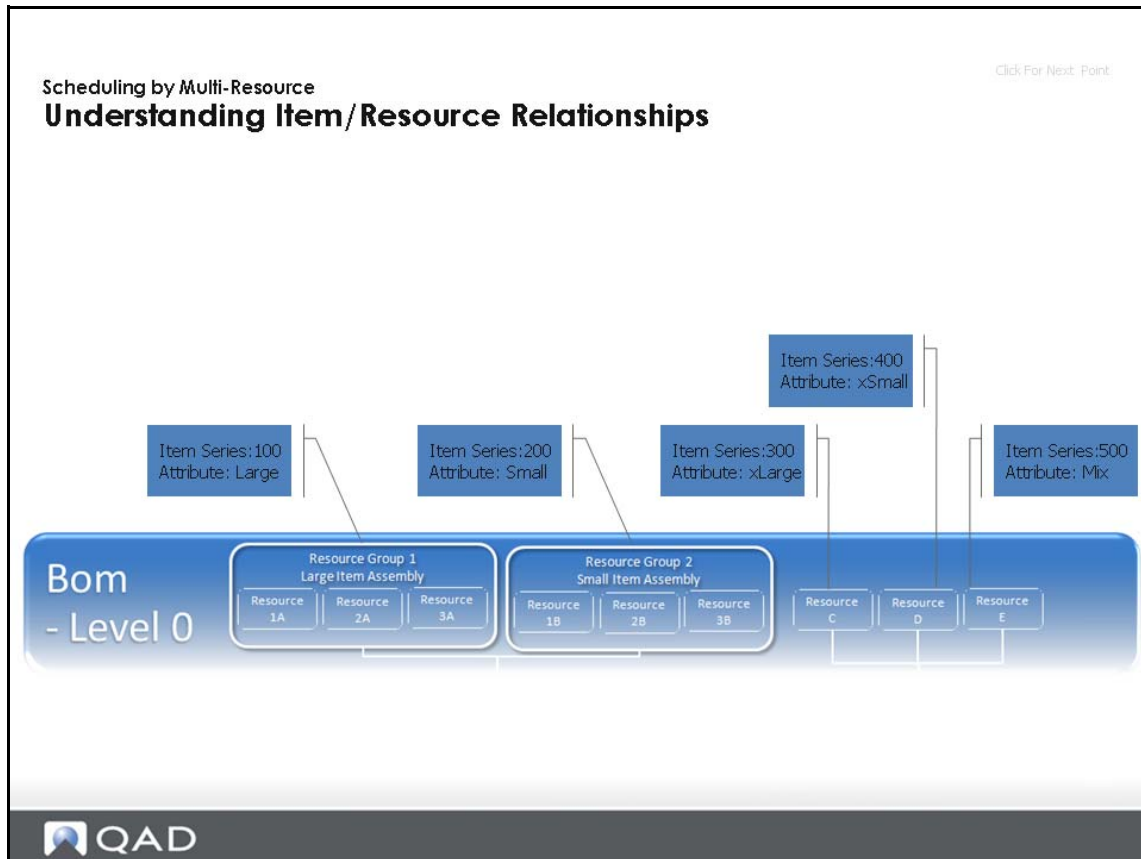 Click For Next Point
Scheduling by Multi-Resource
Understanding Item/Resource Relationships
Item Series:400
Attribute: xSmall
Item Series:100
Attribute: Large
Item Series:200
Attribute: Small
Item Series:300
Attribute: xLarge
Item Series:500
Attribute: Mix
Bom
- Level 0
Resource Group 1
Large Item Assembly
Resource
1A
Resource
2A
Resource
3A
Resource Group 2
Small Item Assembly
Resource
1B
Resource
2B
Resource
3B
Resource
C
Resource
D
Resource
E
QAD